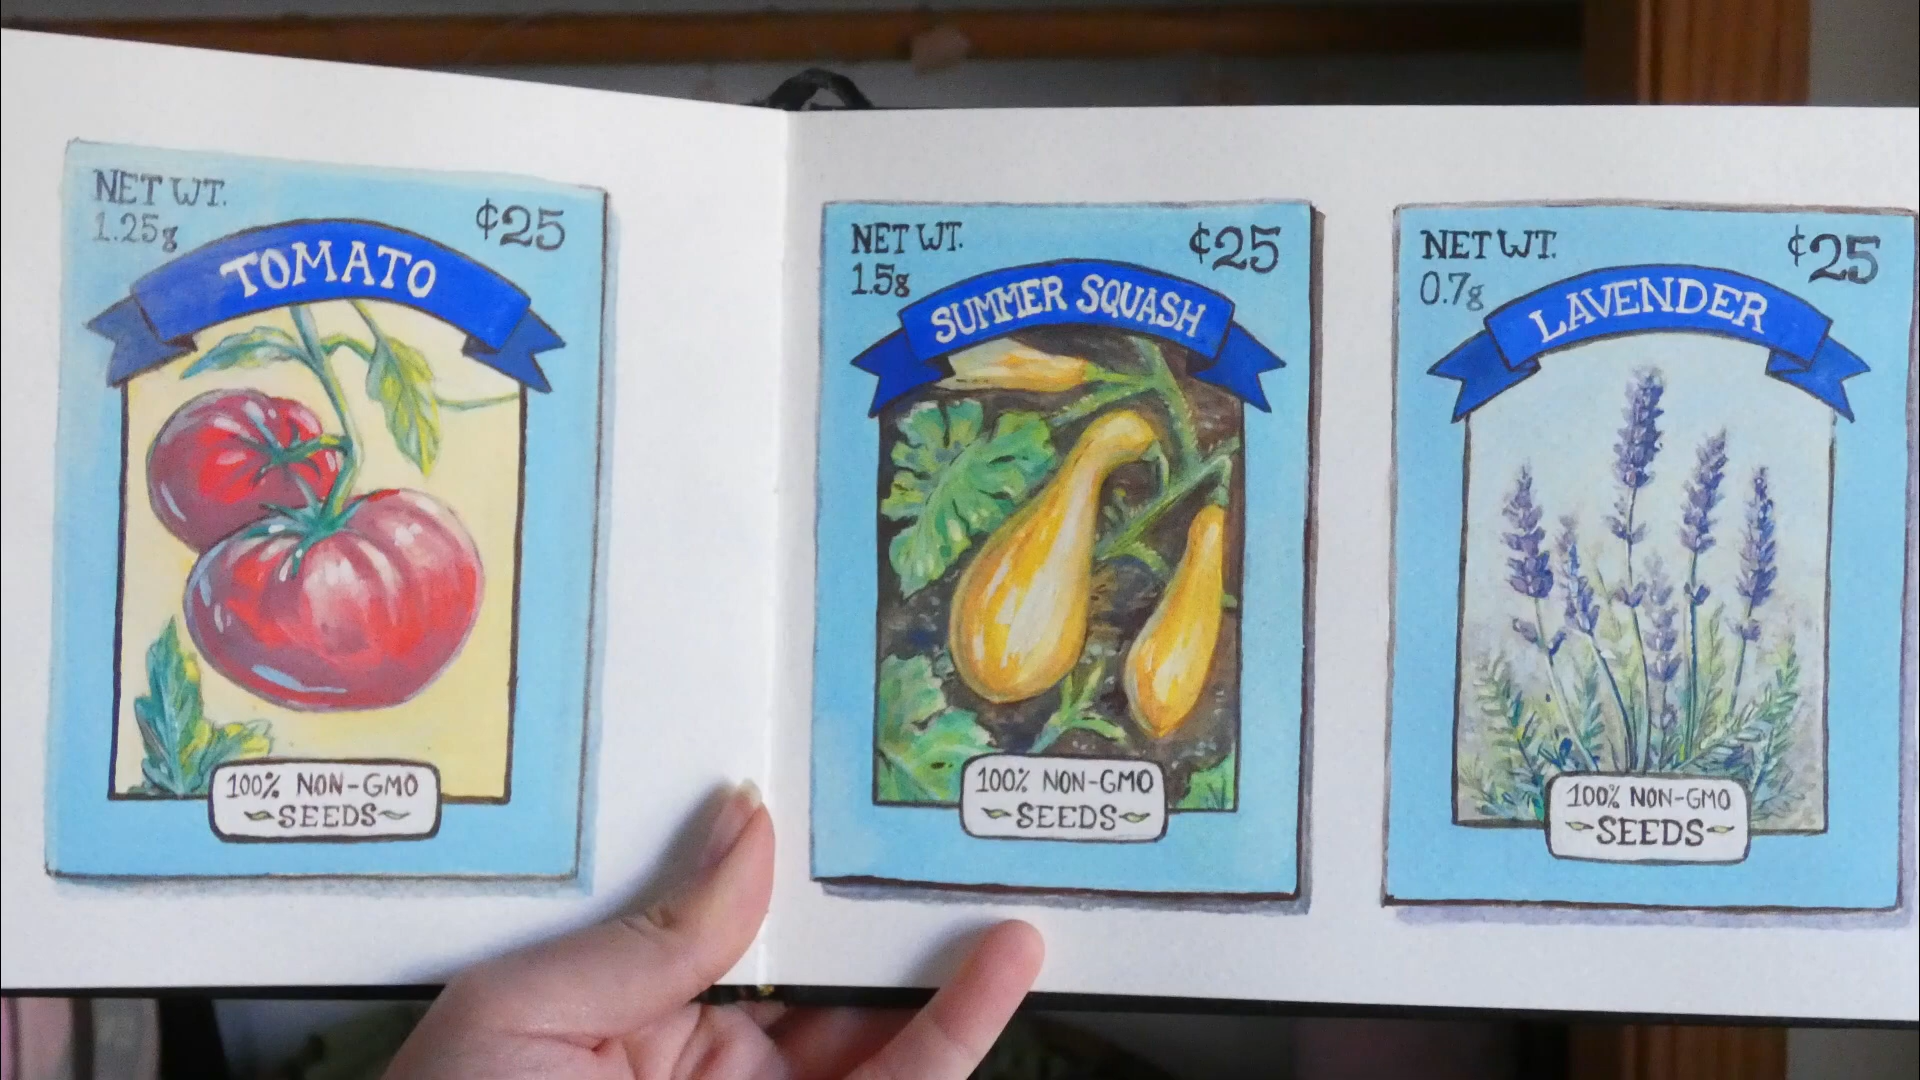 NET WT.
1.25g
¢25
TOMATO
100% NON-GMO
SEEDS
NET WT.
1.5g
¢25
SUMMER SQUASH
100% NON-GMO
SEEDS
NET WT.
0.7g
¢25
LAVENDER
100% NON-GMO
SEEDS